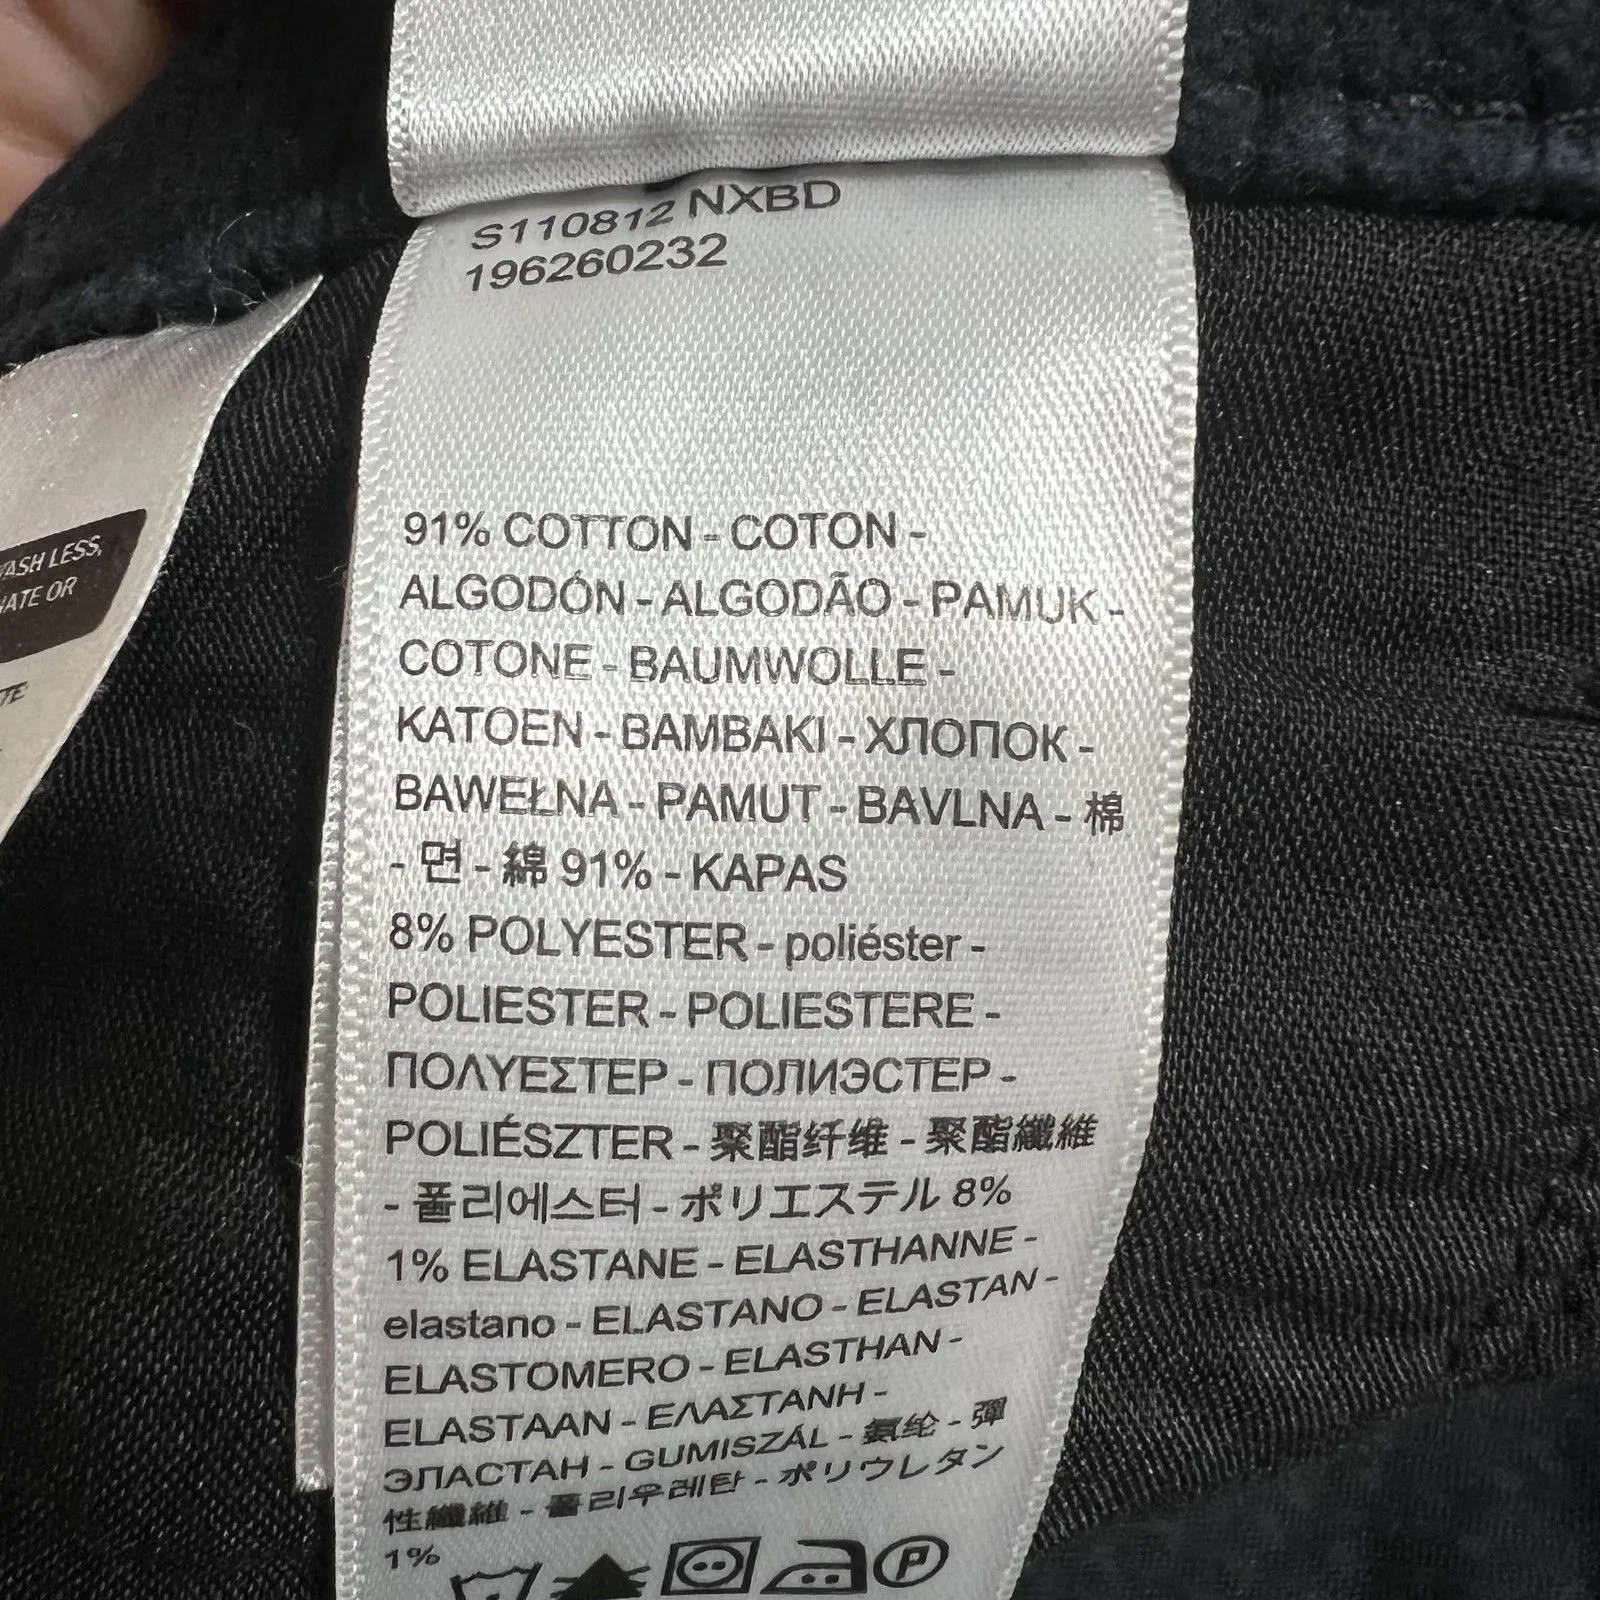 S110812 NXBD
196260232
ASH LESS,
ATE OR
91% COTTON - COTON -
ALGODÓN - ALGODÃO - PAMUK -
COTONE - BAUMWOLLE -
KATOEN - BAMBAKI - ХЛОПОК -
BAWEŁNA - PAMUT - BAVLNA - 棉
- 면 - 綿 91% - KAPAS
8% POLYESTER - poliéster -
POLIESTER - POLIESTERE -
ΠΟΛΥΕΣΤΕΡ - ПОЛИЭСТЕР -
POLIÉSZTER - 聚酯纤维 - 聚酯纖維
- 폴리에스터 - ポリエステル 8%
1% ELASTANE - ELASTHANNE -
elastano - ELASTANO - ELASTAN -
ELASTOMERO - ELASTHAN -
ELASTAAN - ΕΛΑΣΤΑΝΗ -
ЭЛАСТАН - GUMISZÁL - 氨纶 - 彈
性纖維 - 폴리우레탄 - ポリウレタン
1%
P